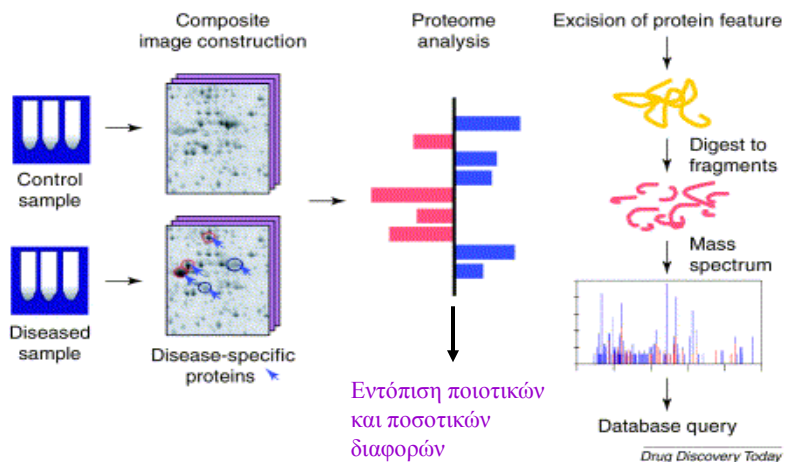 Composite
image construction
Proteome
analysis
Excision of protein feature
Control
sample
Digest to
fragments
Mass
spectrum
Diseased
sample
Disease-specific
proteins
Εντόπιση ποιοτικών
και ποσοτικών
διαφορών
Database query
Drug Discovery Today